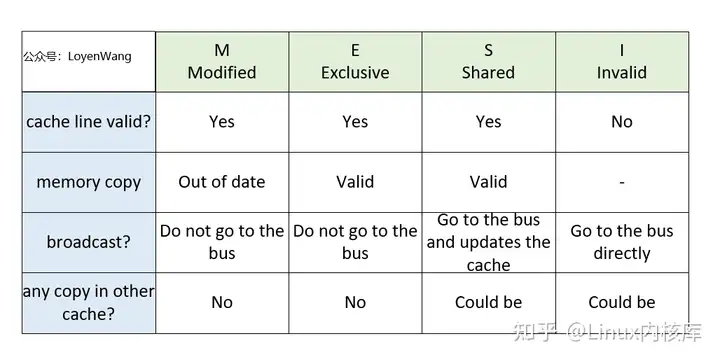 公众号：LoyenWang
M
Modified
E
Exclusive
S
Shared
I
Invalid
cache line valid?
Yes
Yes
Yes
No
memory copy
Out of date
Valid
Valid
-
broadcast?
Do not go to the
bus
Do not go to the
bus
Go to the bus
and updates the
cache
Go to the bus
directly
any copy in other
cache?
No
No
Could be
Could be
知乎 @Linux内核库